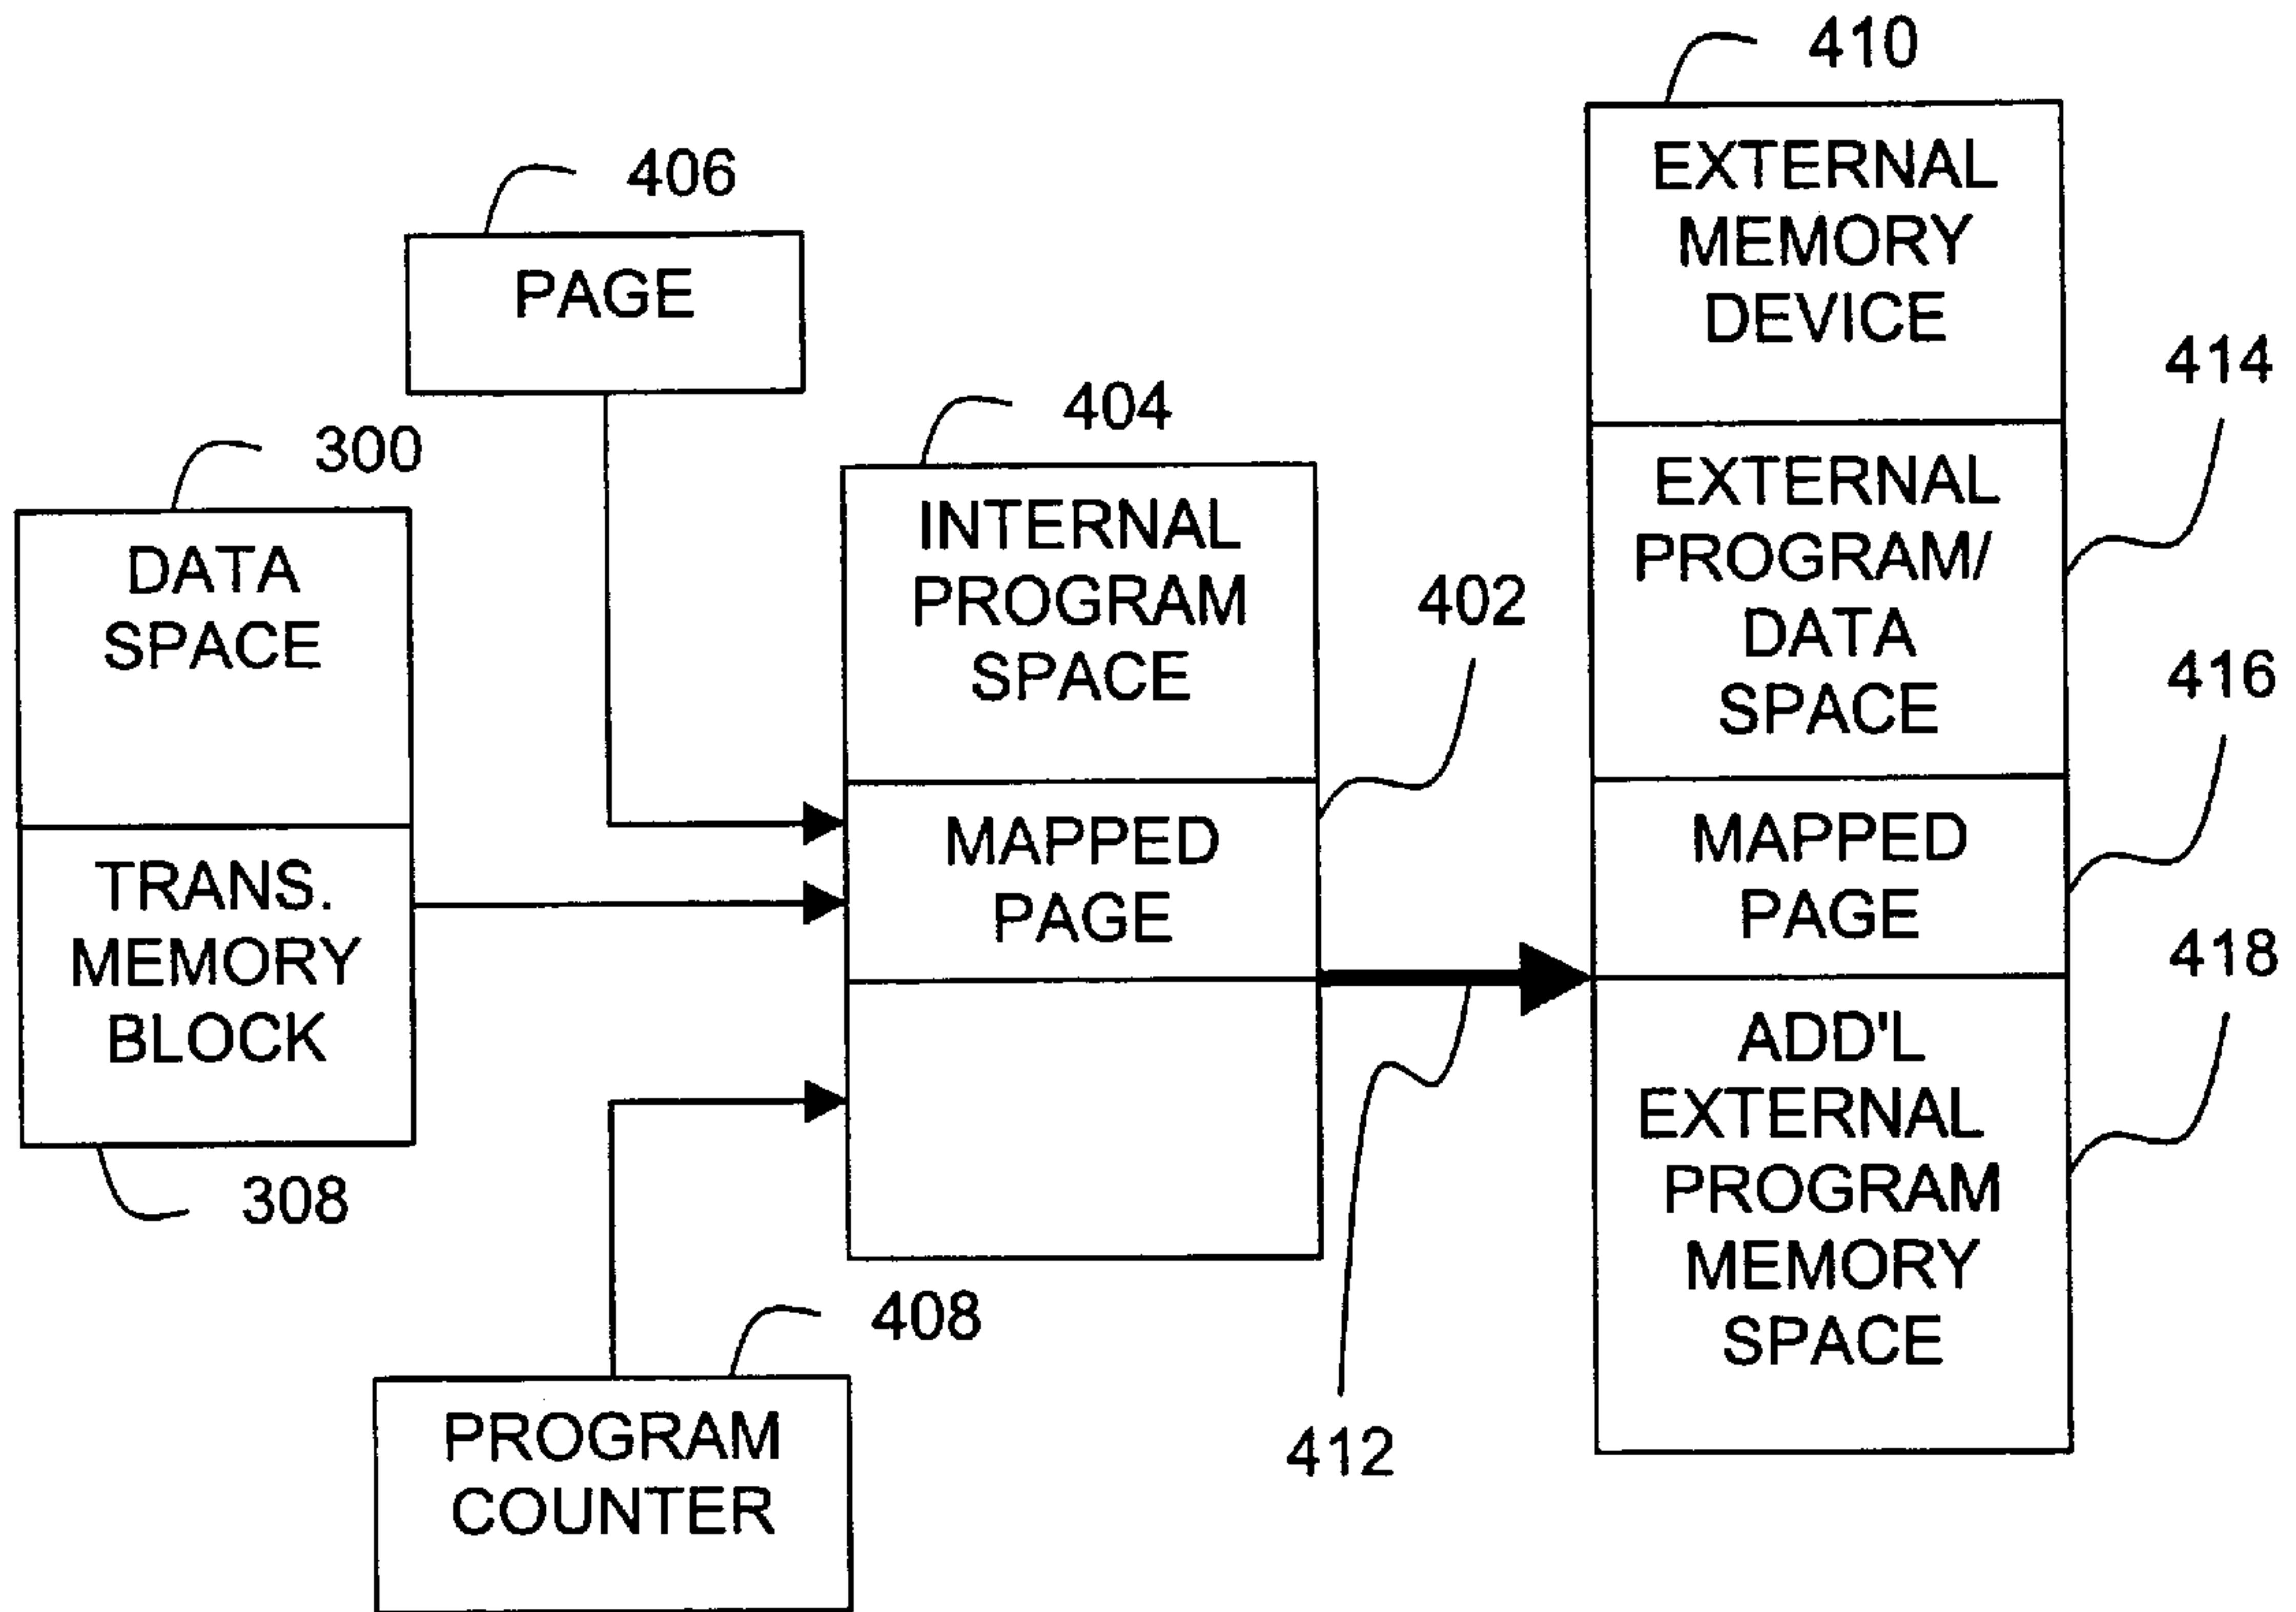 410
EXTERNAL
MEMORY
DEVICE
406
PAGE
414
404
300
EXTERNAL
PROGRAM/
DATA
SPACE
INTERNAL
PROGRAM
SPACE
DATA
SPACE
402
416
MAPPED
PAGE
MAPPED
PAGE
TRANS.
MEMORY
BLOCK
418
ADD'L
EXTERNAL
PROGRAM
MEMORY
SPACE
308
408
PROGRAM
COUNTER
412